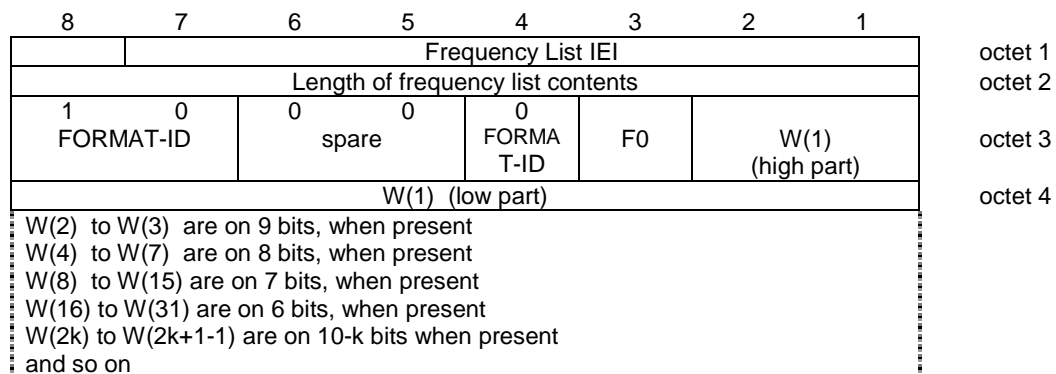 8 7 6 5 4 3 2 1
Frequency List IEI octet 1
Length of frequency list contents octet 2
1 0 0 0 0
FORMAT-ID spare FORMA F0 W(1) octet 3
T-ID (high part)
W(1) (low part) octet 4
W(2) to W(3) are on 9 bits, when present
W(4) to W(7) are on 8 bits, when present
W(8) to W(15) are on 7 bits, when present
W(16) to W(31) are on 6 bits, when present
W(2k) to W(2k+1-1) are on 10-k bits when present
and so on